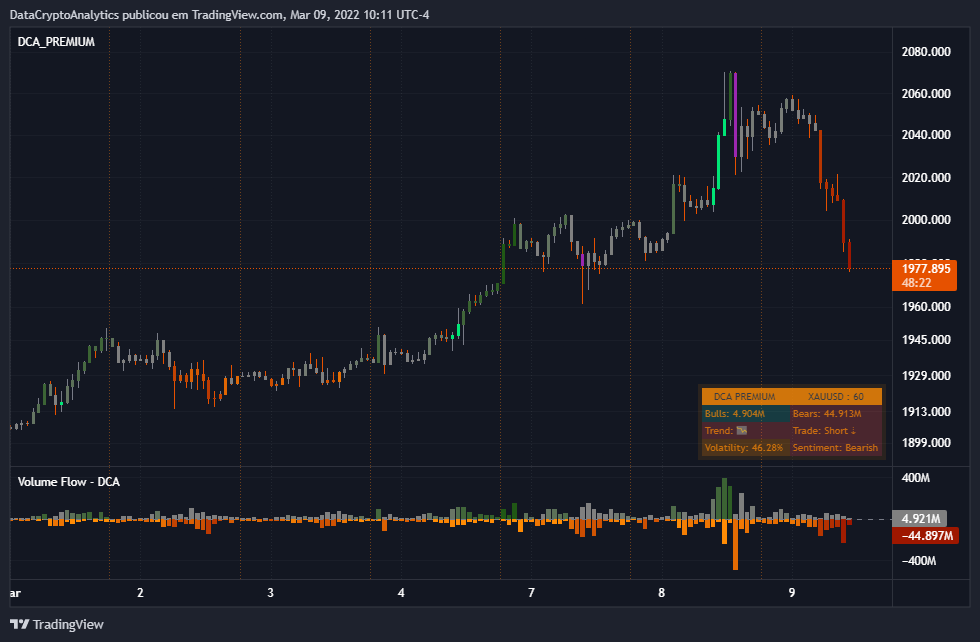 DataCryptoAnalytics publicou em TradingView.com, Mar 09, 2022 10:11 UTC-4
DCA_PREMIUM
2080.000
2060.000
2040.000
2020.000
2000.000
1977.895
48:22
1960.000
1945.000
1929.000
1913.000
1899.000
DCA PREMIUM XAUUSD : 60
Bulls: 4.904M Bears: 44.913M
Trend: Trade: Short ↓
Volatility: 46.28% Sentiment: Bearish
Volume Flow - DCA
400M
4.921M
−44.897M
−400M
ar 2 3 4 7 8 9
TradingView